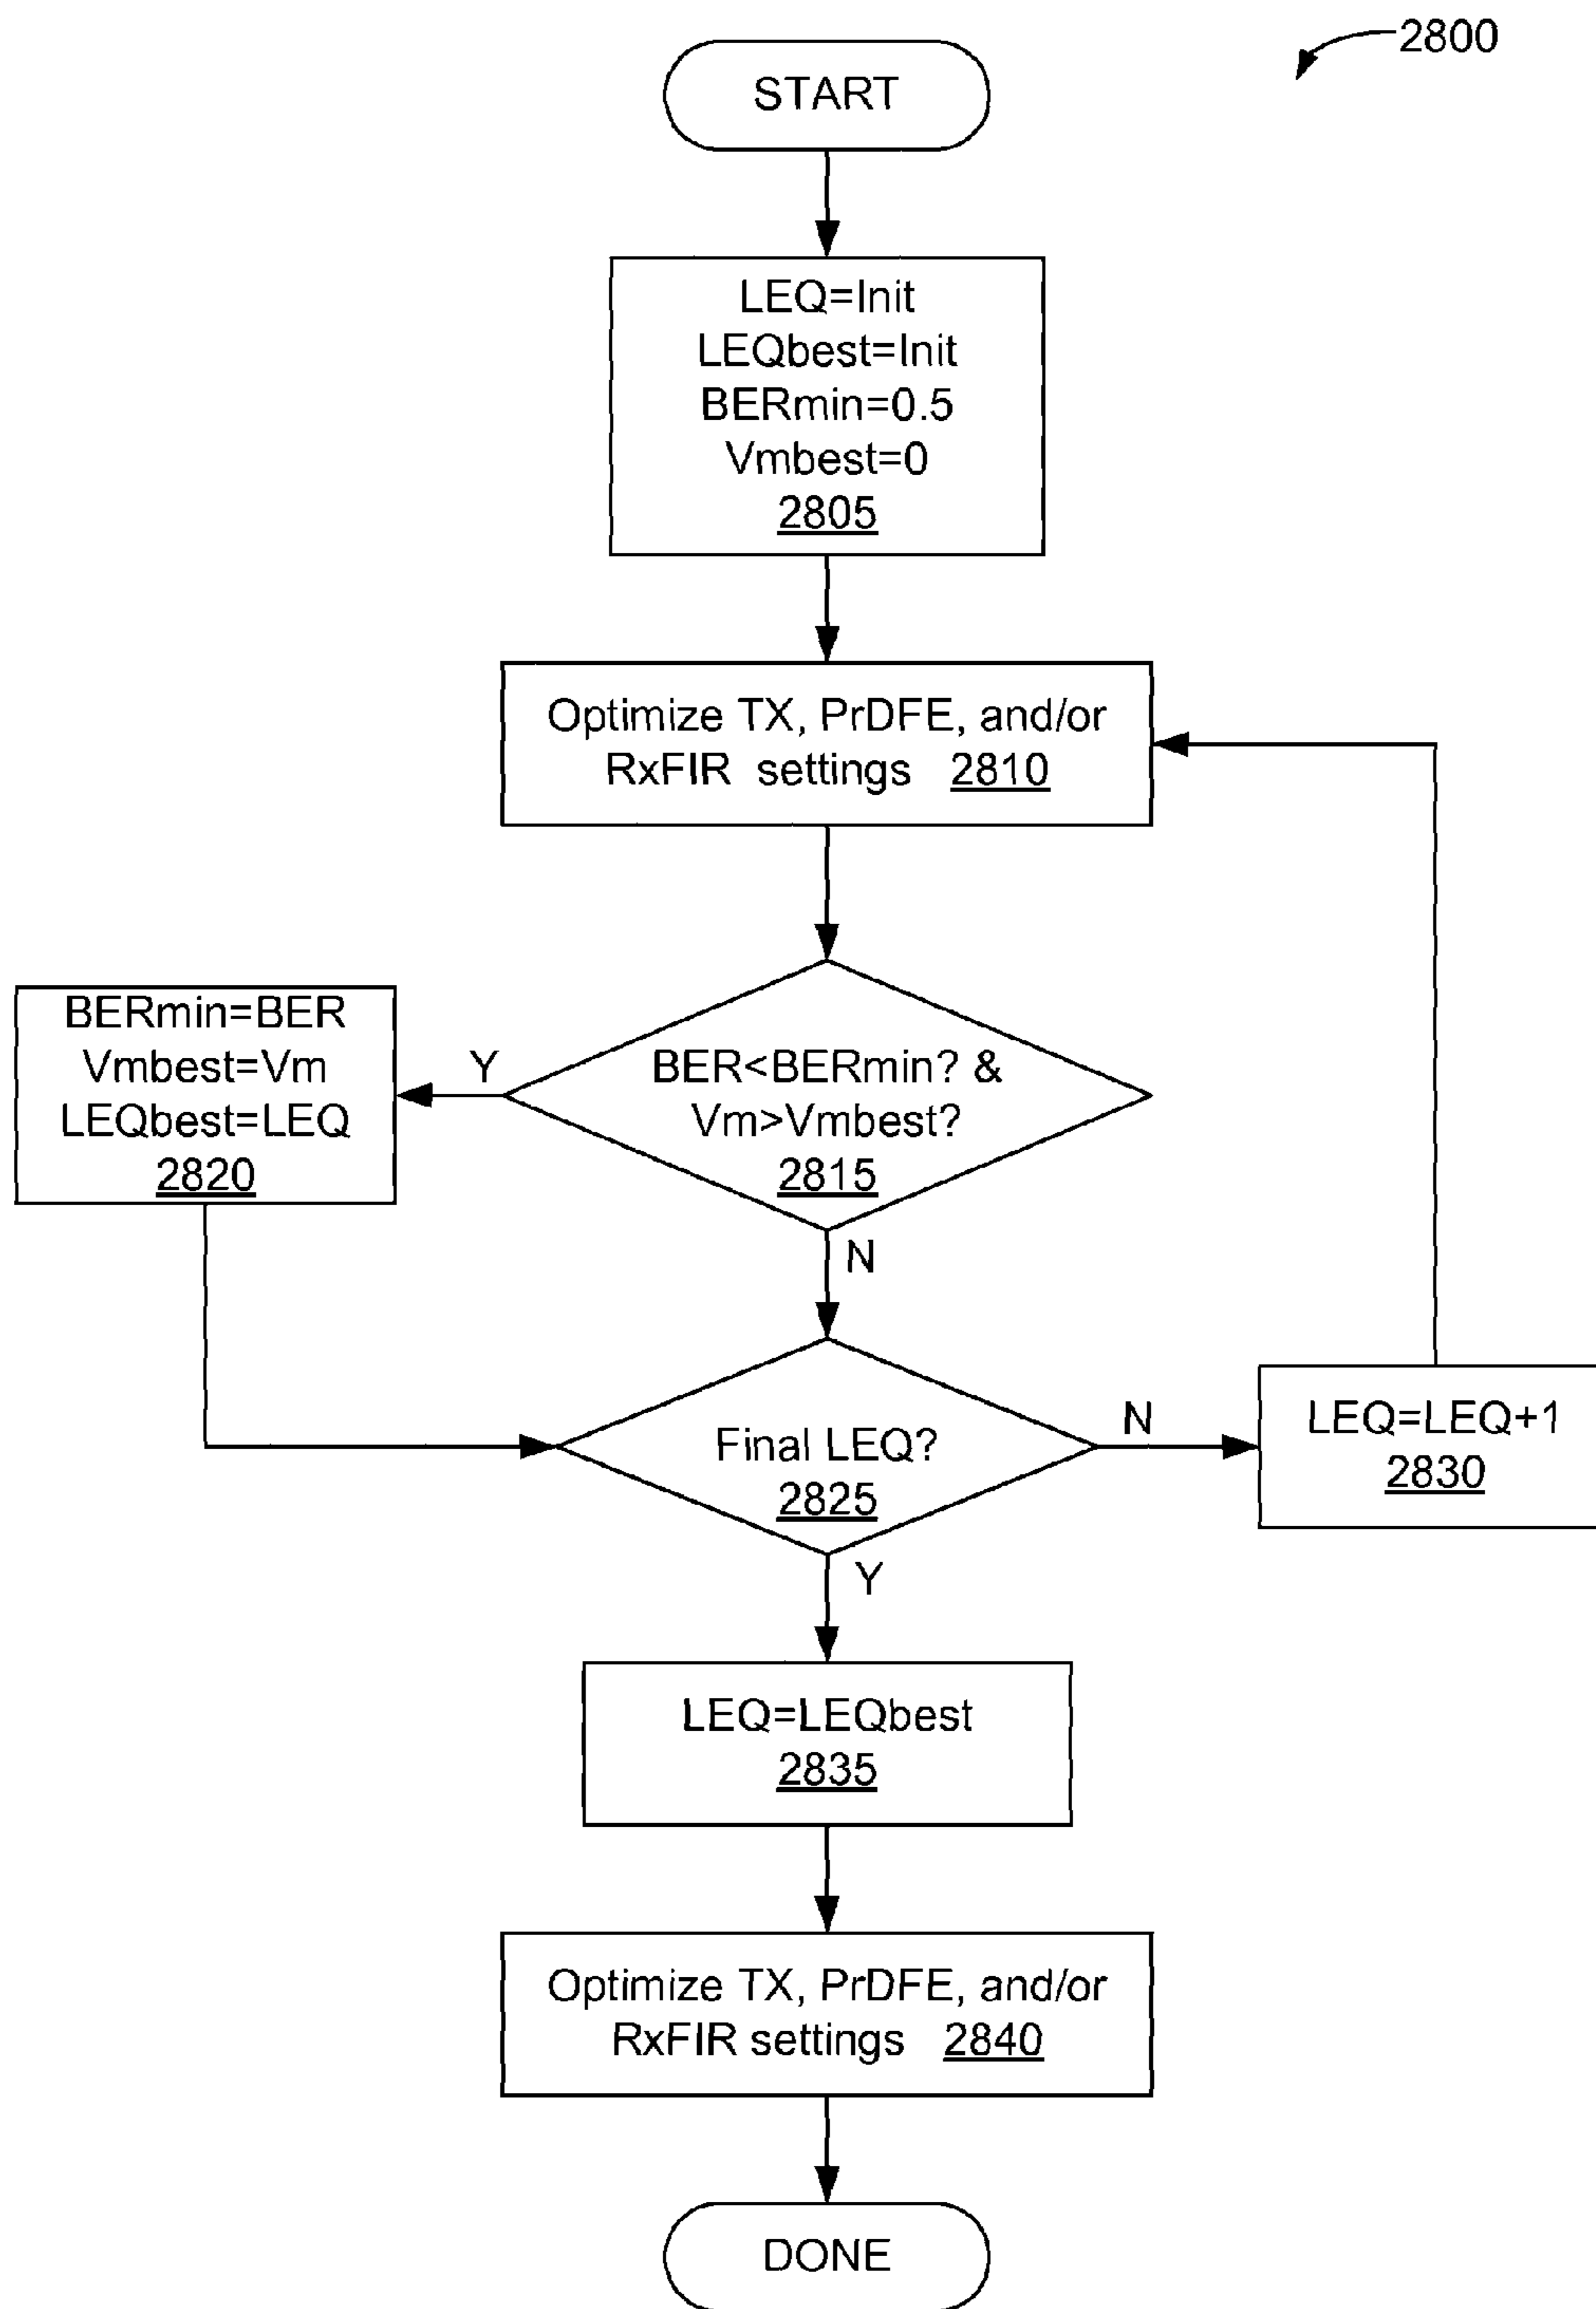 2800
START
LEQ=Init
LEQbest=Init
BERmin=0.5
Vmbest=0
2805
Optimize TX, PrDFE, and/or
RxFIR settings 2810
BERmin=BER
Vmbest=Vm
LEQbest=LEQ
2820
Y
BER<BERmin? &
Vm>Vmbest?
2815
N
Final LEQ?
2825
N
LEQ=LEQ+1
2830
Y
LEQ=LEQbest
2835
Optimize TX, PrDFE, and/or
RxFIR settings 2840
DONE